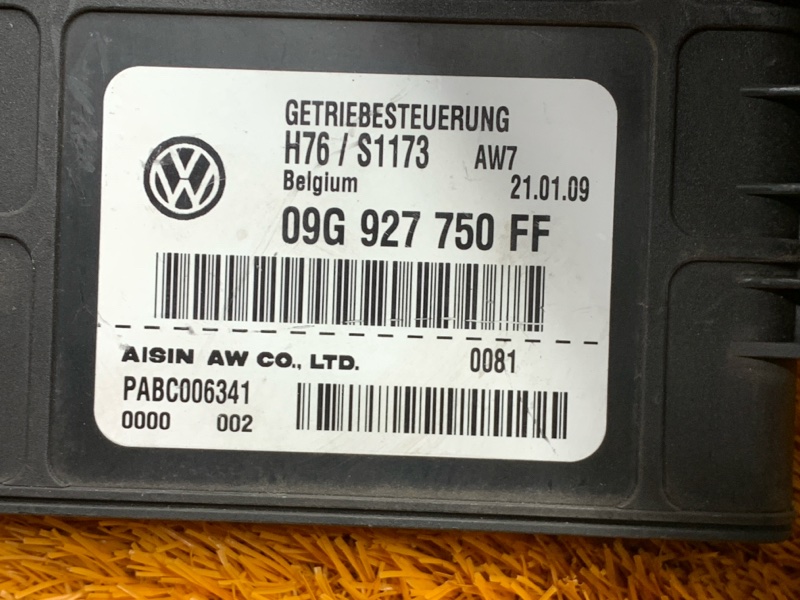 GETRIEBESTEUERUNG
H76 / S1173 AW7
Belgium 21.01.09
09G 927 750 FF
AISIN AW CO., LTD. 0081
PABC006341
0000 002